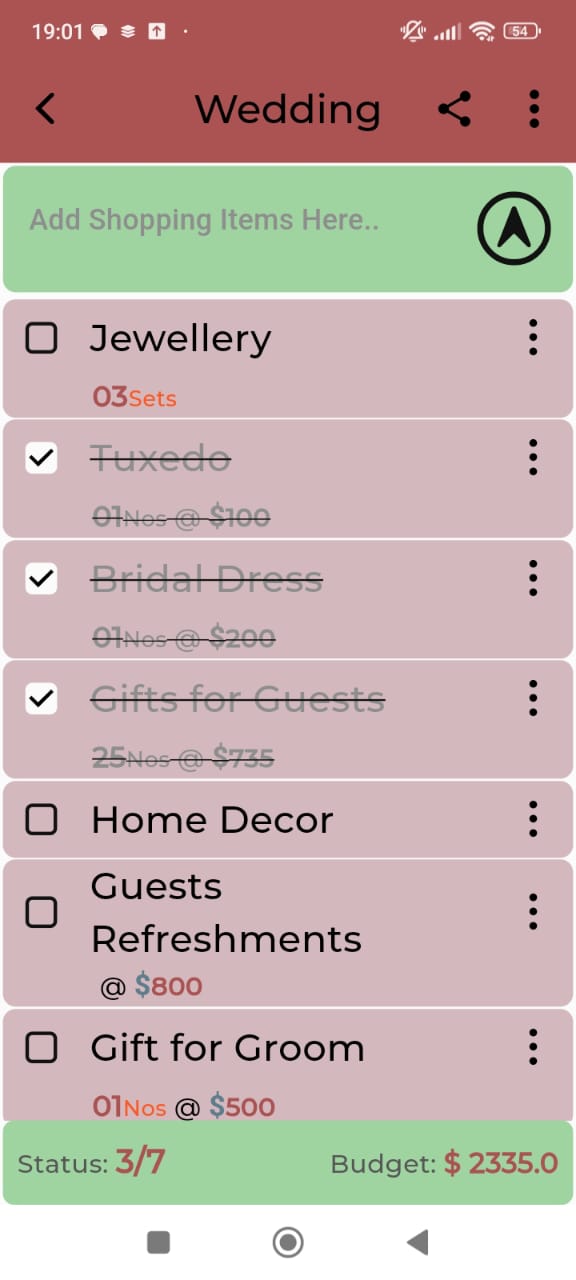 19:01
54
Wedding
Add Shopping Items Here..
Jewellery
03Sets
Tuxedo
01Nos @ $100
Bridal Dress
01Nos @ $200
Gifts for Guests
25Nos @ $735
Home Decor
Guests
Refreshments
@ $800
Gift for Groom
01Nos @ $500
Status: 3/7
Budget: $ 2335.0